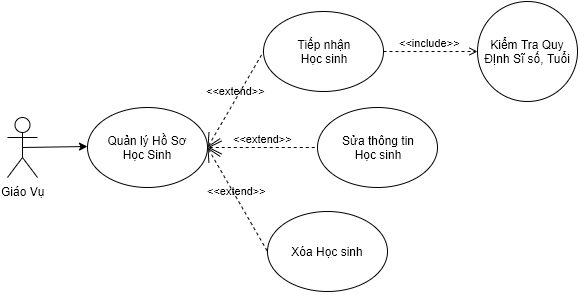 Tiếp nhận
Học sinh
<<include>>
Kiểm Tra Quy
Định Sĩ số, Tuổi
<<extend>>
Giáo Vụ
Quản lý Hồ Sơ
Học Sinh
<<extend>>
Sửa thông tin
Học sinh
<<extend>>
Xóa Học sinh